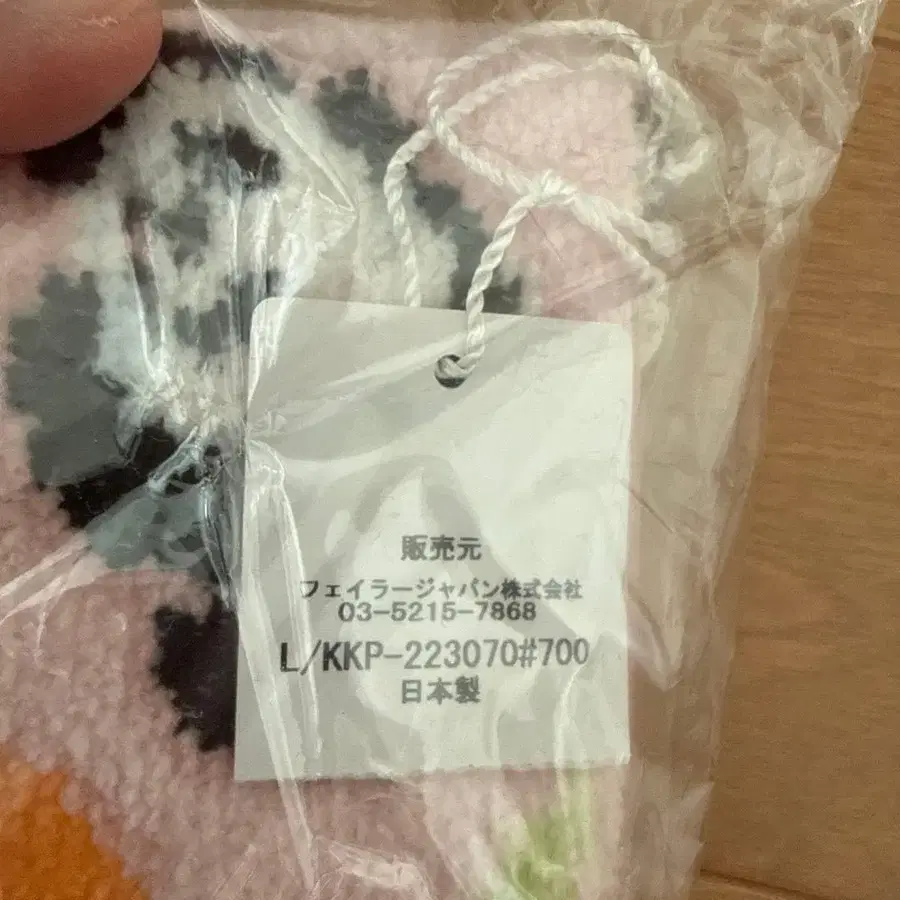 販売元
フェイラージャパン株式会社
03-5215-7868
L/KKP-223070#700
日本製